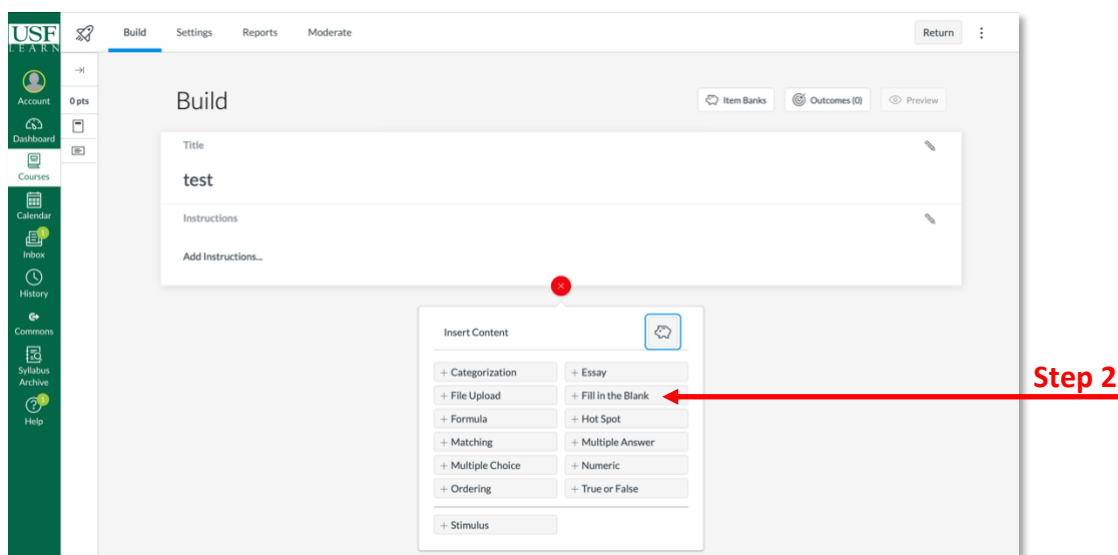 USF
LEARN
Build
Settings
Reports
Moderate
Return
Account
Dashboard
Courses
Calendar
1
Inbox
History
Commons
Syllabus
Archive
1
Help
0 pts
Build
Item Banks
Outcomes (0)
Preview
Title
test
Instructions
Add Instructions...
Insert Content
+ Categorization
+ Essay
+ File Upload
+ Fill in the Blank
+ Formula
+ Hot Spot
+ Matching
+ Multiple Answer
+ Multiple Choice
+ Numeric
+ Ordering
+ True or False
+ Stimulus
Step 2